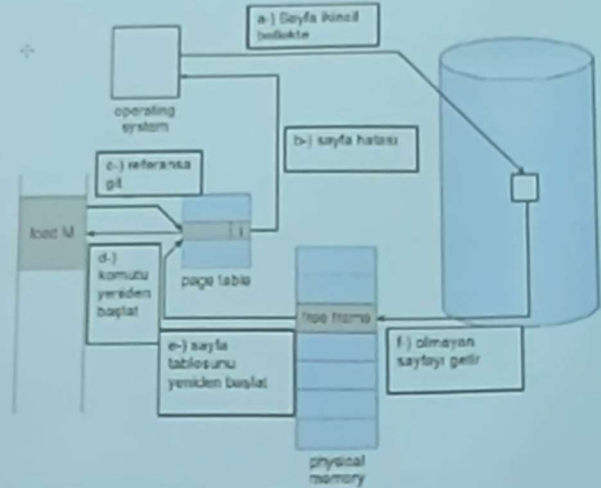 a-) Sayfa ikincil
bellekte
operating
system
b-) sayfa hatası
c-) referansa
git
load M
i
page table
d-)
komutu
yeniden
başlat
free frame
e-) sayfa
tablosunu
yeniden başlat
f-) olmayan
sayfayı getir
physical
memory